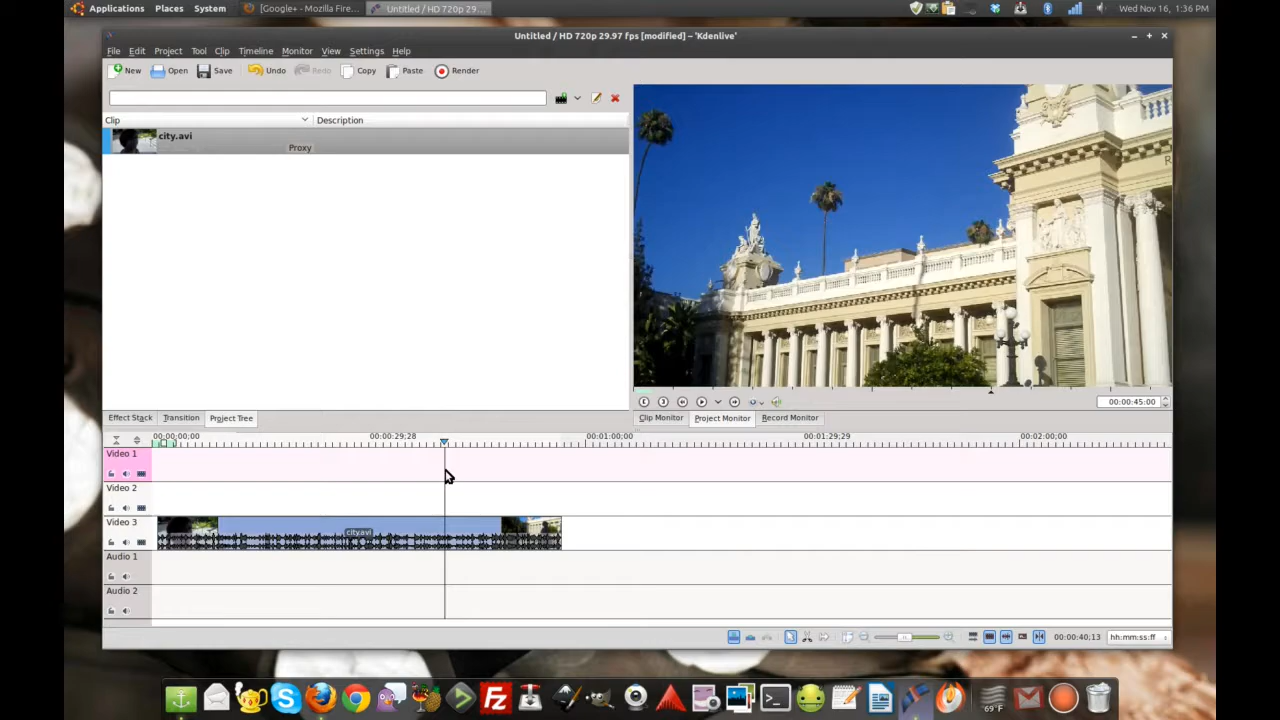 Applications Places System [Google+ - Mozilla Fire... Untitled / HD 720p 29.97 fps... Wed Nov 16, 1:36 PM
Untitled / HD 720p 29.97 fps [modified] – 'Kdenlive'
File Edit Project Tool Clip Timeline Monitor View Settings Help
New Open Save Undo Redo Copy Paste Render
Clip Description
city.avi
Proxy
00:00:45:00
Effect Stack Transition Project Tree Clip Monitor Project Monitor Record Monitor
00:00:00;00 00:00:29;28 00:01:00;00 00:01:29;29 00:02:00;00
Video 1
Video 2
Video 3
city.avi
Audio 1
Audio 2
00:00:40;13 hh:mm:ss:ff
69°F